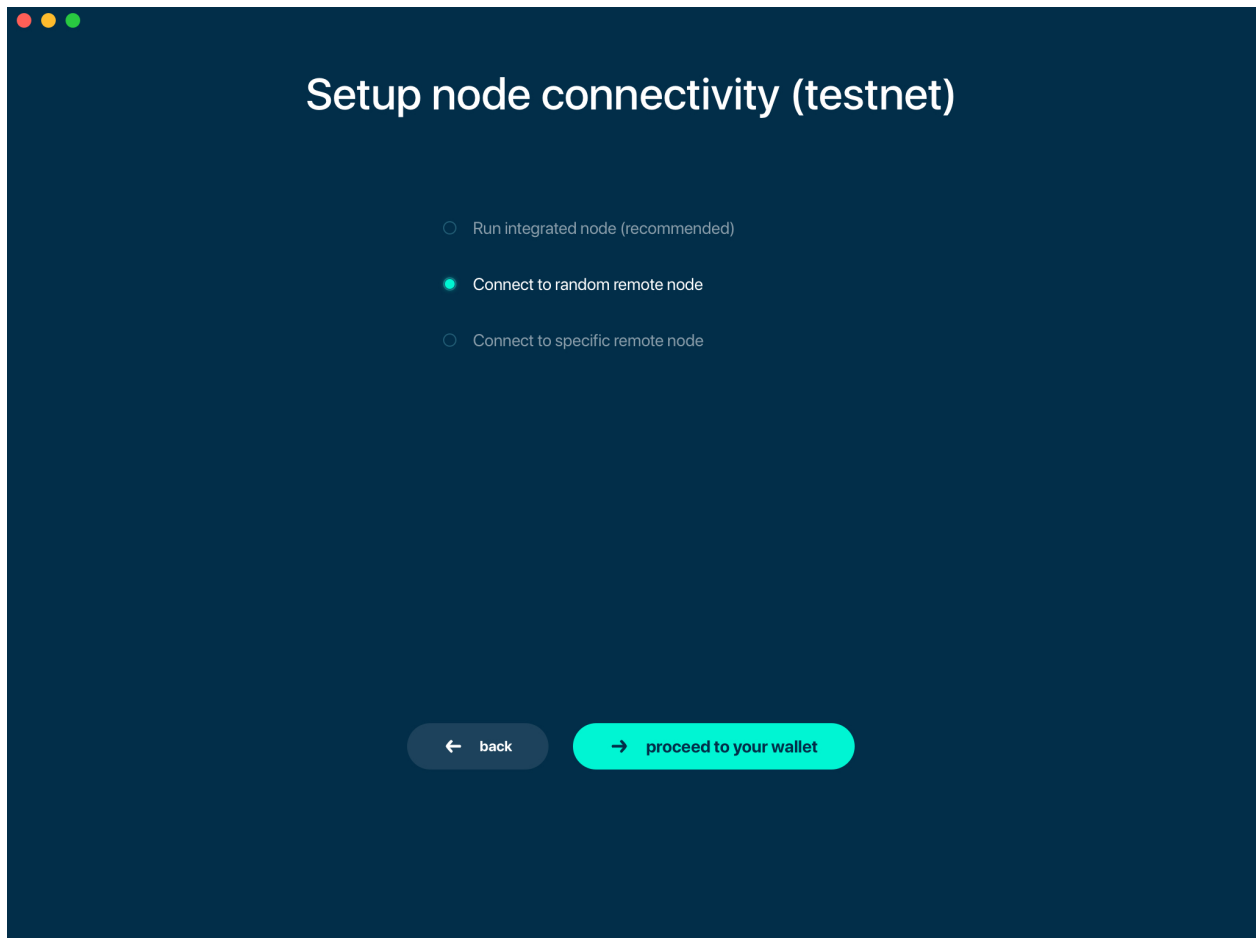 Setup node connectivity (testnet)
Run integrated node (recommended)
Connect to random remote node
Connect to specific remote node
back
proceed to your wallet